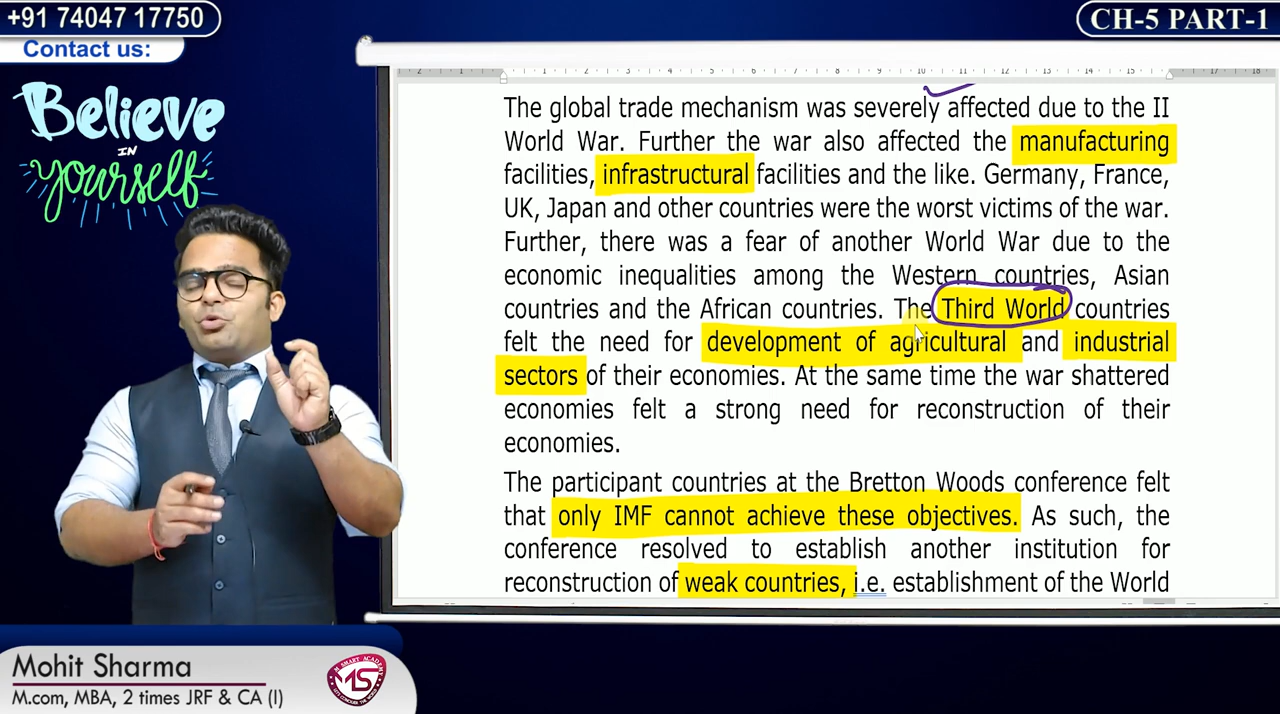 +91 74047 17750
Contact us:
CH-5 PART-1
Believe
IN
yourself
The global trade mechanism was severely affected due to the II
World War. Further the war also affected the manufacturing
facilities, infrastructural facilities and the like. Germany, France,
UK, Japan and other countries were the worst victims of the war.
Further, there was a fear of another World War due to the
economic inequalities among the Western countries, Asian
countries and the African countries. The Third World countries
felt the need for development of agricultural and industrial
sectors of their economies. At the same time the war shattered
economies felt a strong need for reconstruction of their
economies.
The participant countries at the Bretton Woods conference felt
that only IMF cannot achieve these objectives. As such, the
conference resolved to establish another institution for
reconstruction of weak countries, i.e. establishment of the World
Mohit Sharma
M.com, MBA, 2 times JRF & CA (I)
M SMART ACADEMY
MS